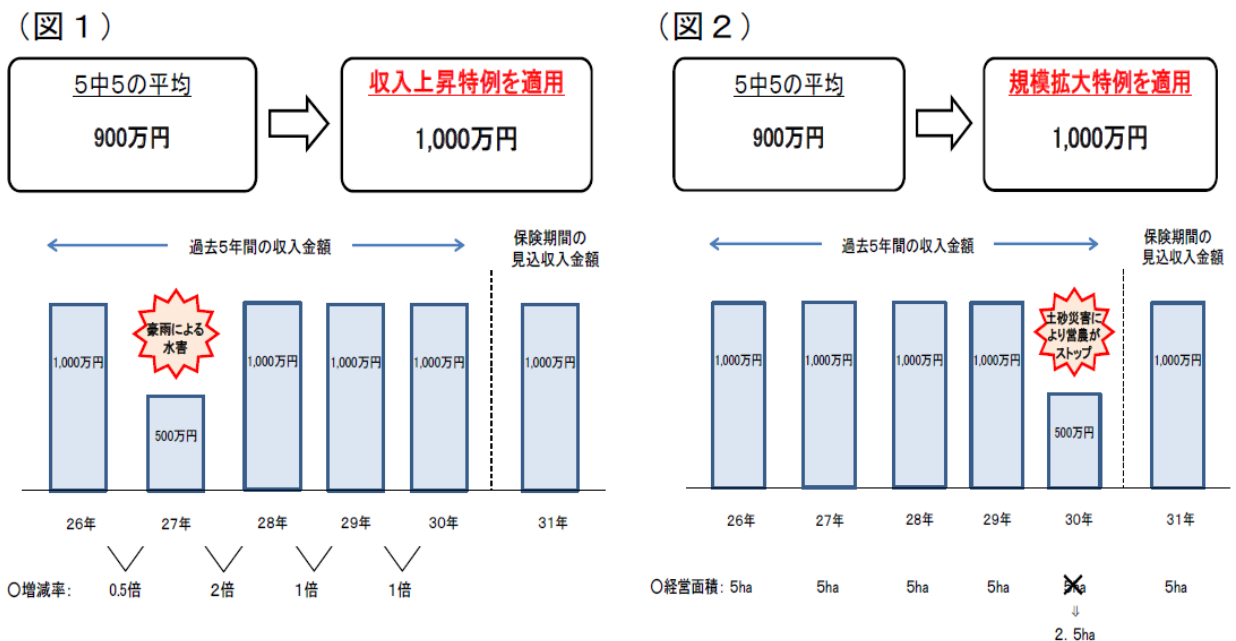 （図１）
5中5の平均
900万円
収入上昇特例を適用
1,000万円
過去5年間の収入金額
保険期間の
見込収入金額
豪雨による
水害
1,000万円
500万円
1,000万円
1,000万円
1,000万円
1,000万円
26年
27年
28年
29年
30年
31年
〇増減率:
0.5倍
2倍
1倍
1倍
（図２）
5中5の平均
900万円
規模拡大特例を適用
1,000万円
過去5年間の収入金額
保険期間の
見込収入金額
土砂災害に
より営農が
ストップ
1,000万円
1,000万円
1,000万円
1,000万円
500万円
1,000万円
26年
27年
28年
29年
30年
31年
〇経営面積: 5ha
5ha
5ha
5ha
5ha
5ha
⇓
2．5ha